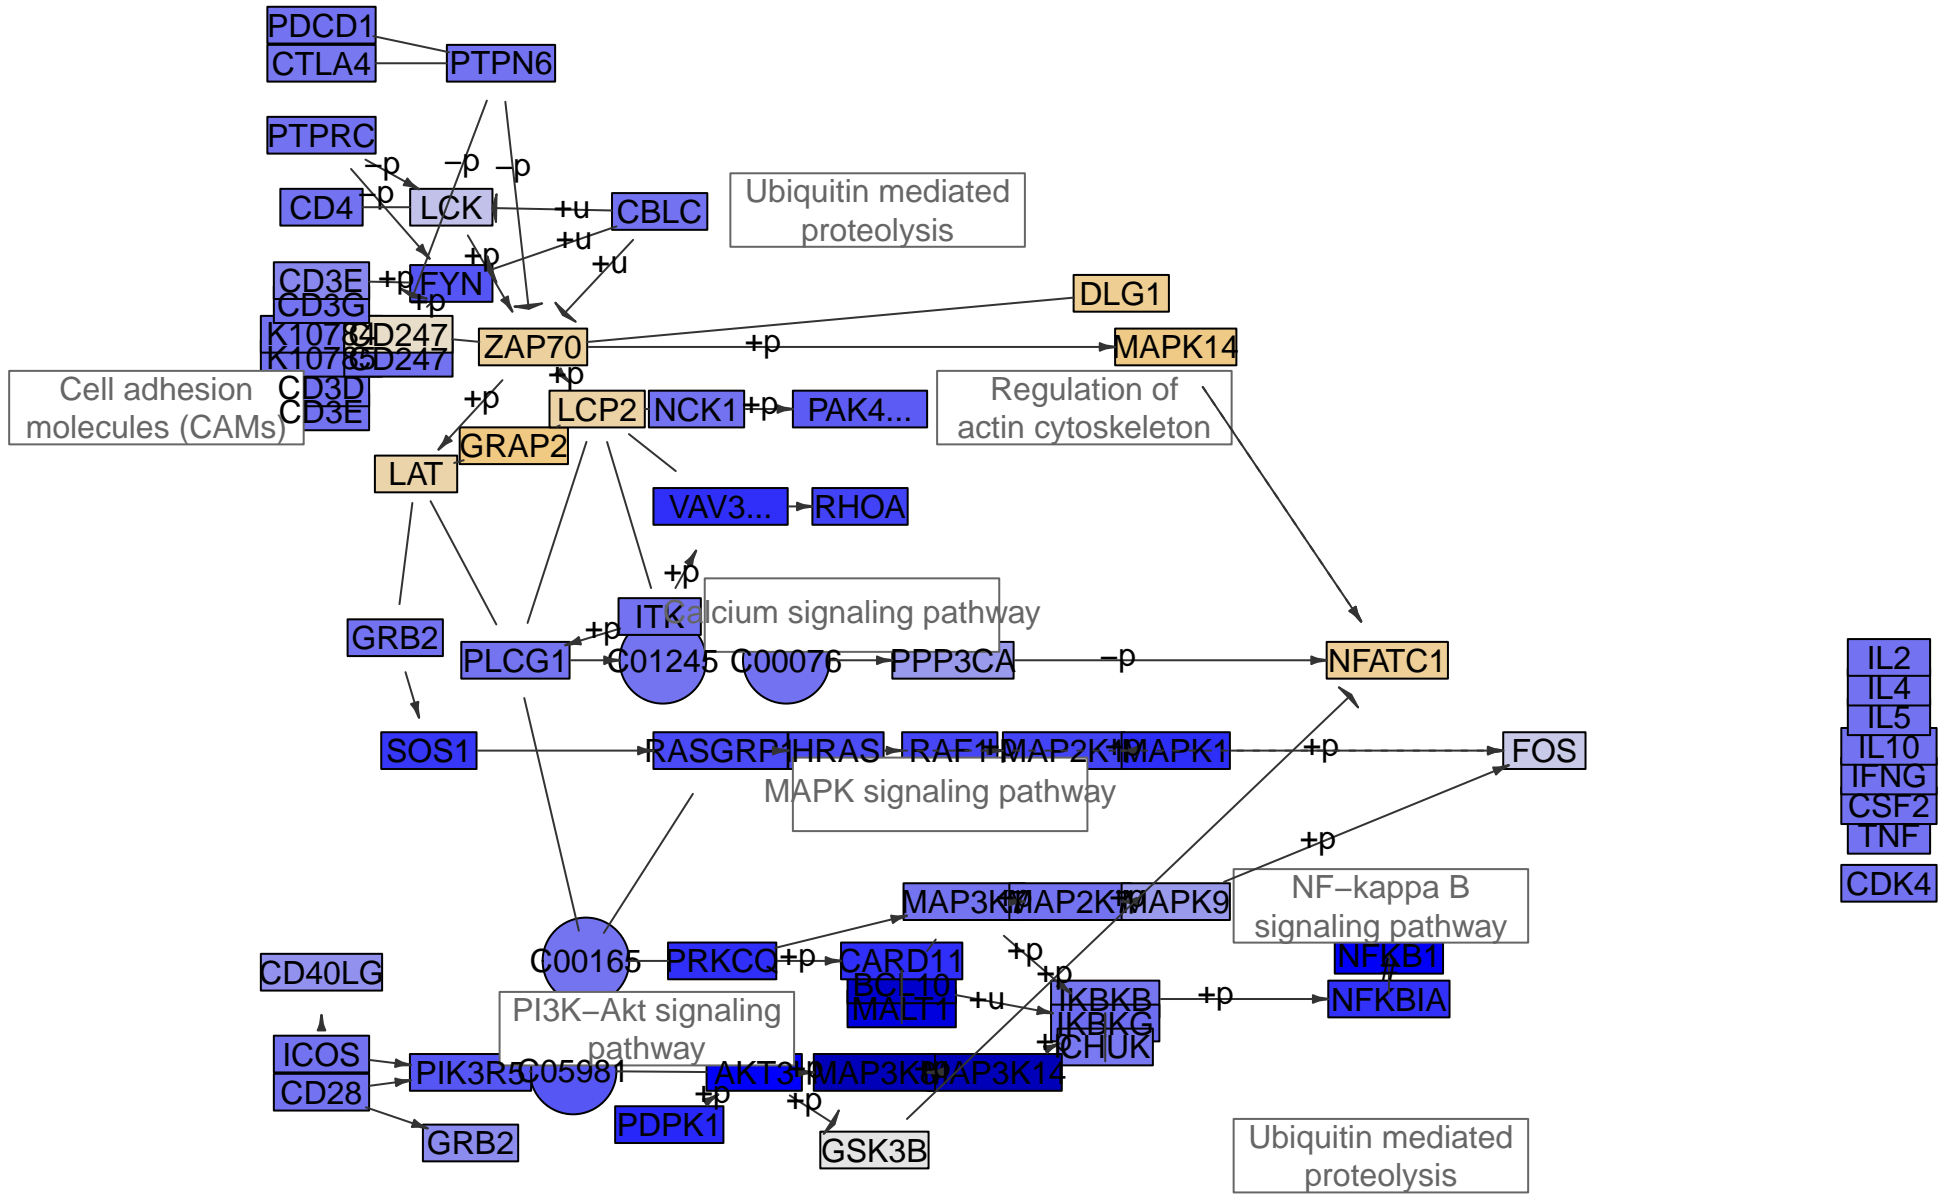 PDCD1
CTLA4
PTPN6
PTPRC
−p
−p
−p
−p
CD4
LCK
+u
CBLC
Ubiquitin mediated
proteolysis
+u
+p
+u
CD3E
+p
FYN
CD3G
+p
DLG1
K10784
CD247
K10785
CD247
ZAP70
+p
MAPK14
CD3D
CD3E
Cell adhesion
molecules (CAMs)
+p
+p
LCP2
NCK1
+p
PAK4...
Regulation of
actin cytoskeleton
GRAP2
LAT
VAV3...
RHOA
+p
ITK
Calcium signaling pathway
GRB2
+p
PLCG1
C01245
C00076
PPP3CA
−p
NFATC1
IL2
IL4
IL5
IL10
IFNG
CSF2
TNF
CDK4
SOS1
RASGRP1
HRAS
RAF1
+p
MAP2K1
+p
MAPK1
+p
FOS
MAPK signaling pathway
+p
MAP3K7
+p
MAP2K7
+p
MAPK9
NF−kappa B
signaling pathway
C00165
PRKCQ
+p
CARD11
BCL10
MALT1
+u
+p
+p
IKBKB
IKBKG
CHUK
+p
+p
NFKB1
NFKBIA
CD40LG
PI3K−Akt signaling
pathway
ICOS
CD28
PIK3R5
C05981
AKT3
+p
+p
MAP3K14
+p
+p
PDPK1
GRB2
GSK3B
Ubiquitin mediated
proteolysis